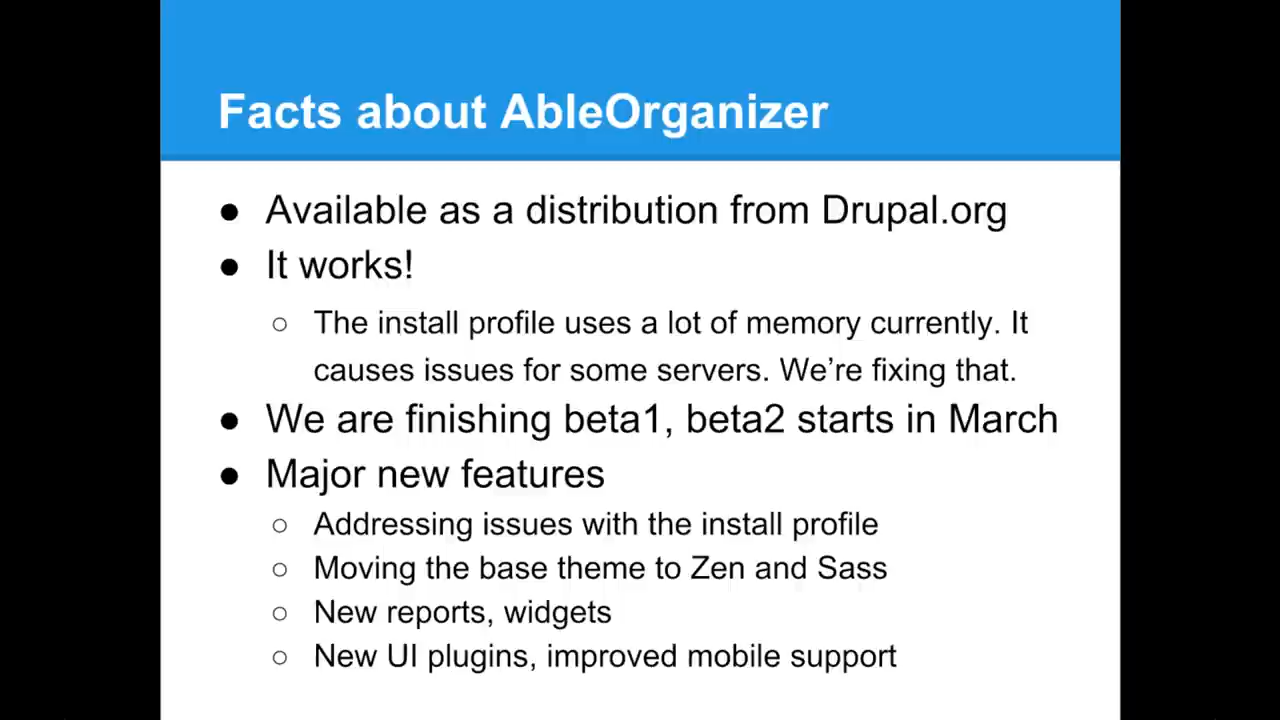 Facts about AbleOrganizer
● Available as a distribution from Drupal.org
● It works!
○ The install profile uses a lot of memory currently. It
causes issues for some servers. We’re fixing that.
● We are finishing beta1, beta2 starts in March
● Major new features
○ Addressing issues with the install profile
○ Moving the base theme to Zen and Sass
○ New reports, widgets
○ New UI plugins, improved mobile support